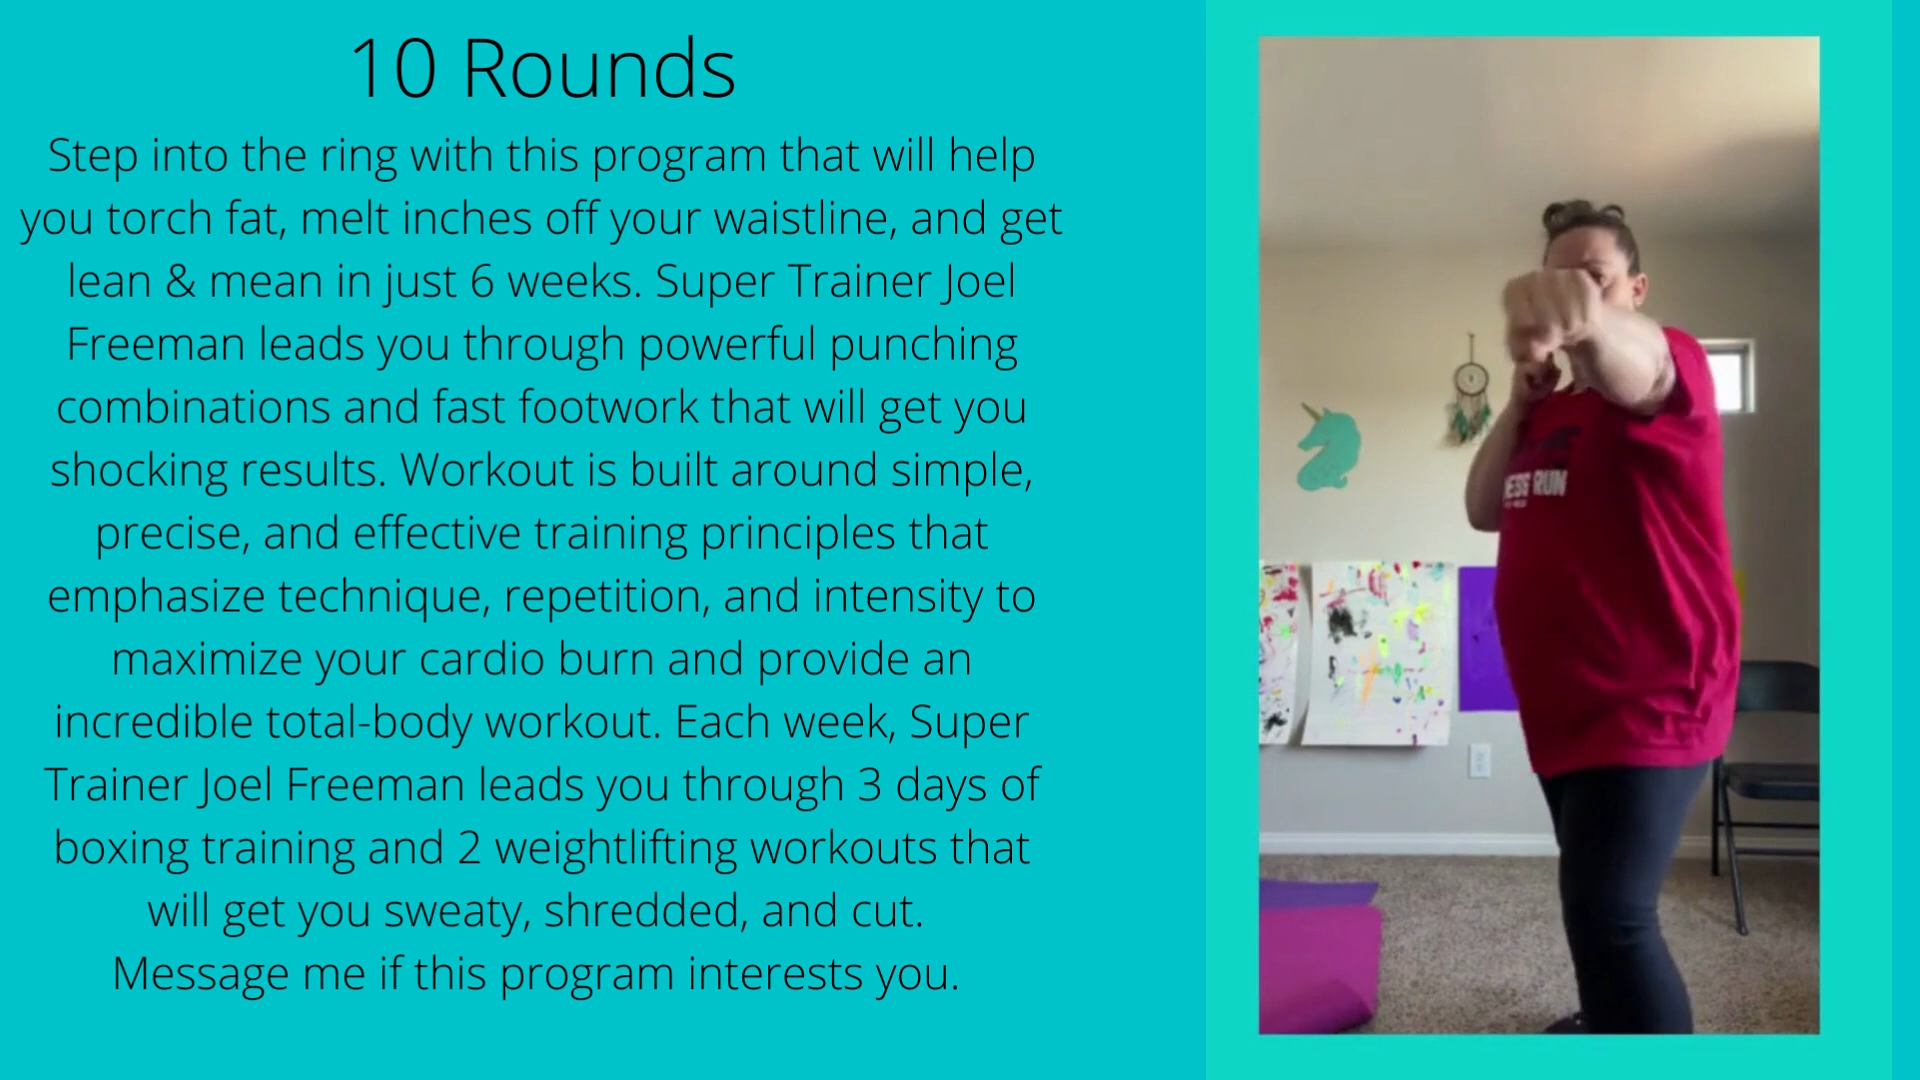 10 Rounds
Step into the ring with this program that will help
you torch fat, melt inches off your waistline, and get
lean & mean in just 6 weeks. Super Trainer Joel
Freeman leads you through powerful punching
combinations and fast footwork that will get you
shocking results. Workout is built around simple,
precise, and effective training principles that
emphasize technique, repetition, and intensity to
maximize your cardio burn and provide an
incredible total-body workout. Each week, Super
Trainer Joel Freeman leads you through 3 days of
boxing training and 2 weightlifting workouts that
will get you sweaty, shredded, and cut.
Message me if this program interests you.
RUN